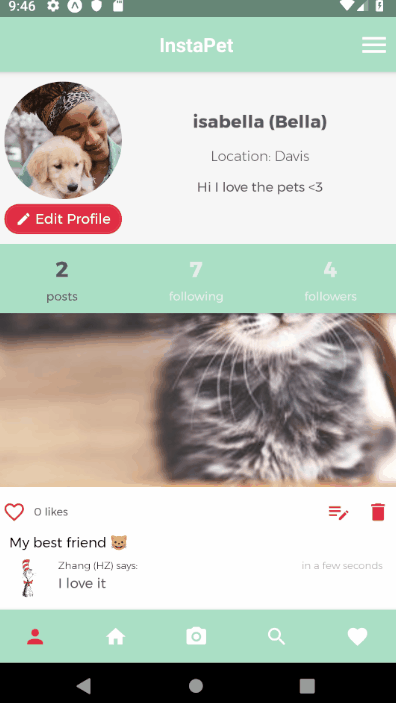 9:46
InstaPet
isabella (Bella)
Location: Davis
Hi I love the pets <3
Edit Profile
2 7 4
posts following followers
0 likes
My best friend 😺
Zhang (HZ) says: in a few seconds
I love it